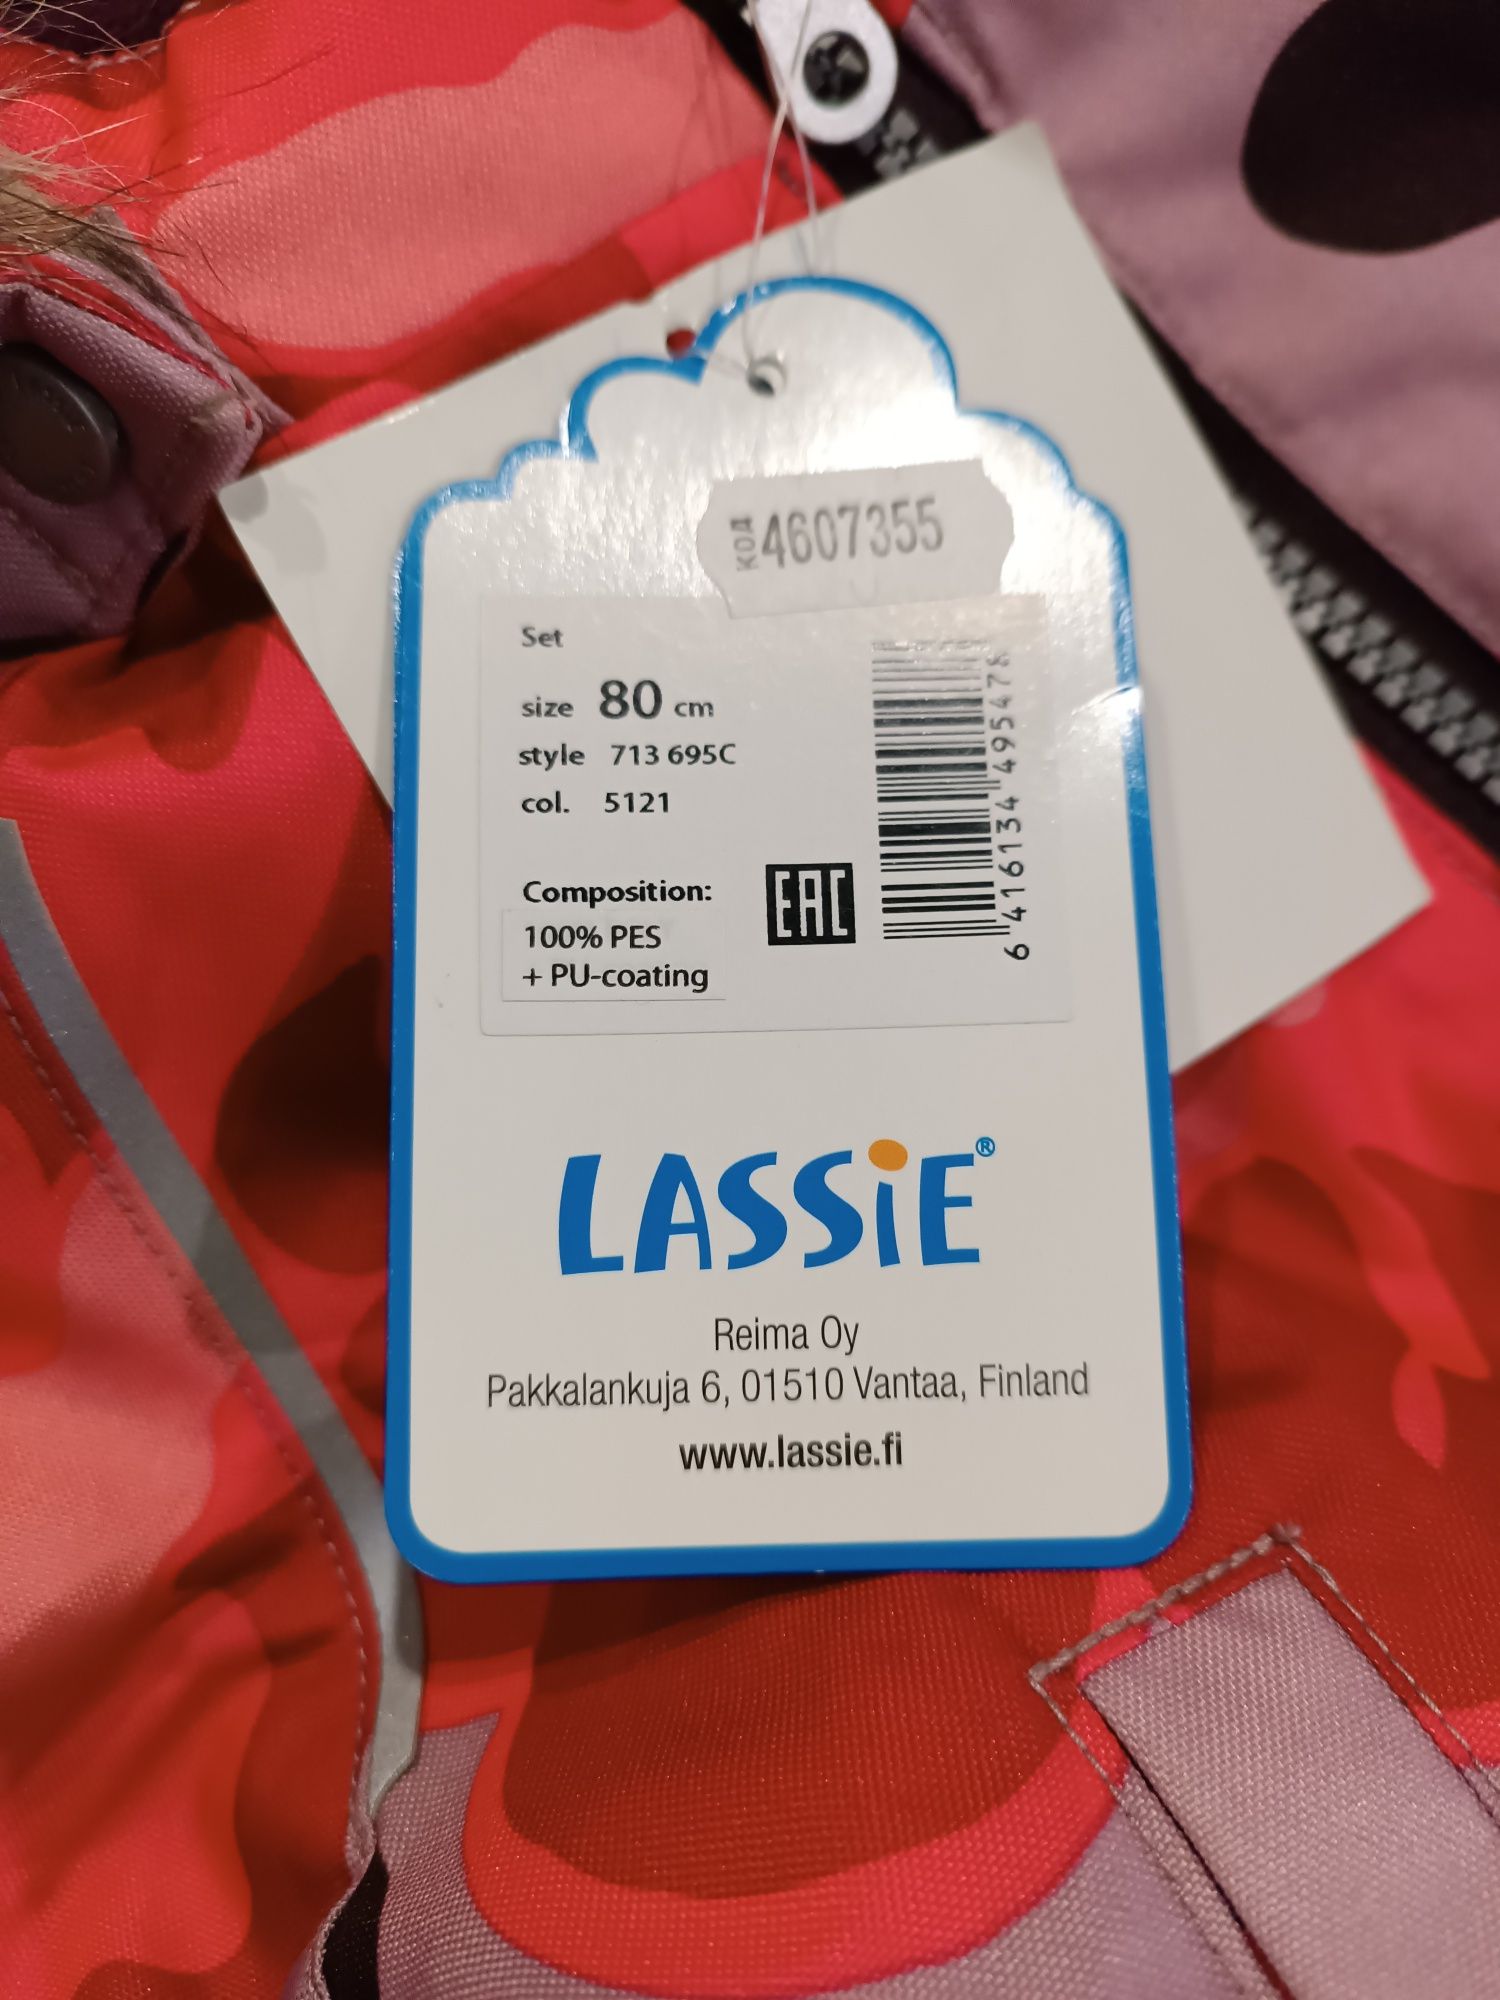 КОД 4607355
Set
size 80 cm
style 713 695C
col. 5121
Composition:
100% PES
+ PU-coating
EAC
6 416134 495478
LASSiE®
Reima Oy
Pakkalankuja 6, 01510 Vantaa, Finland
www.lassie.fi